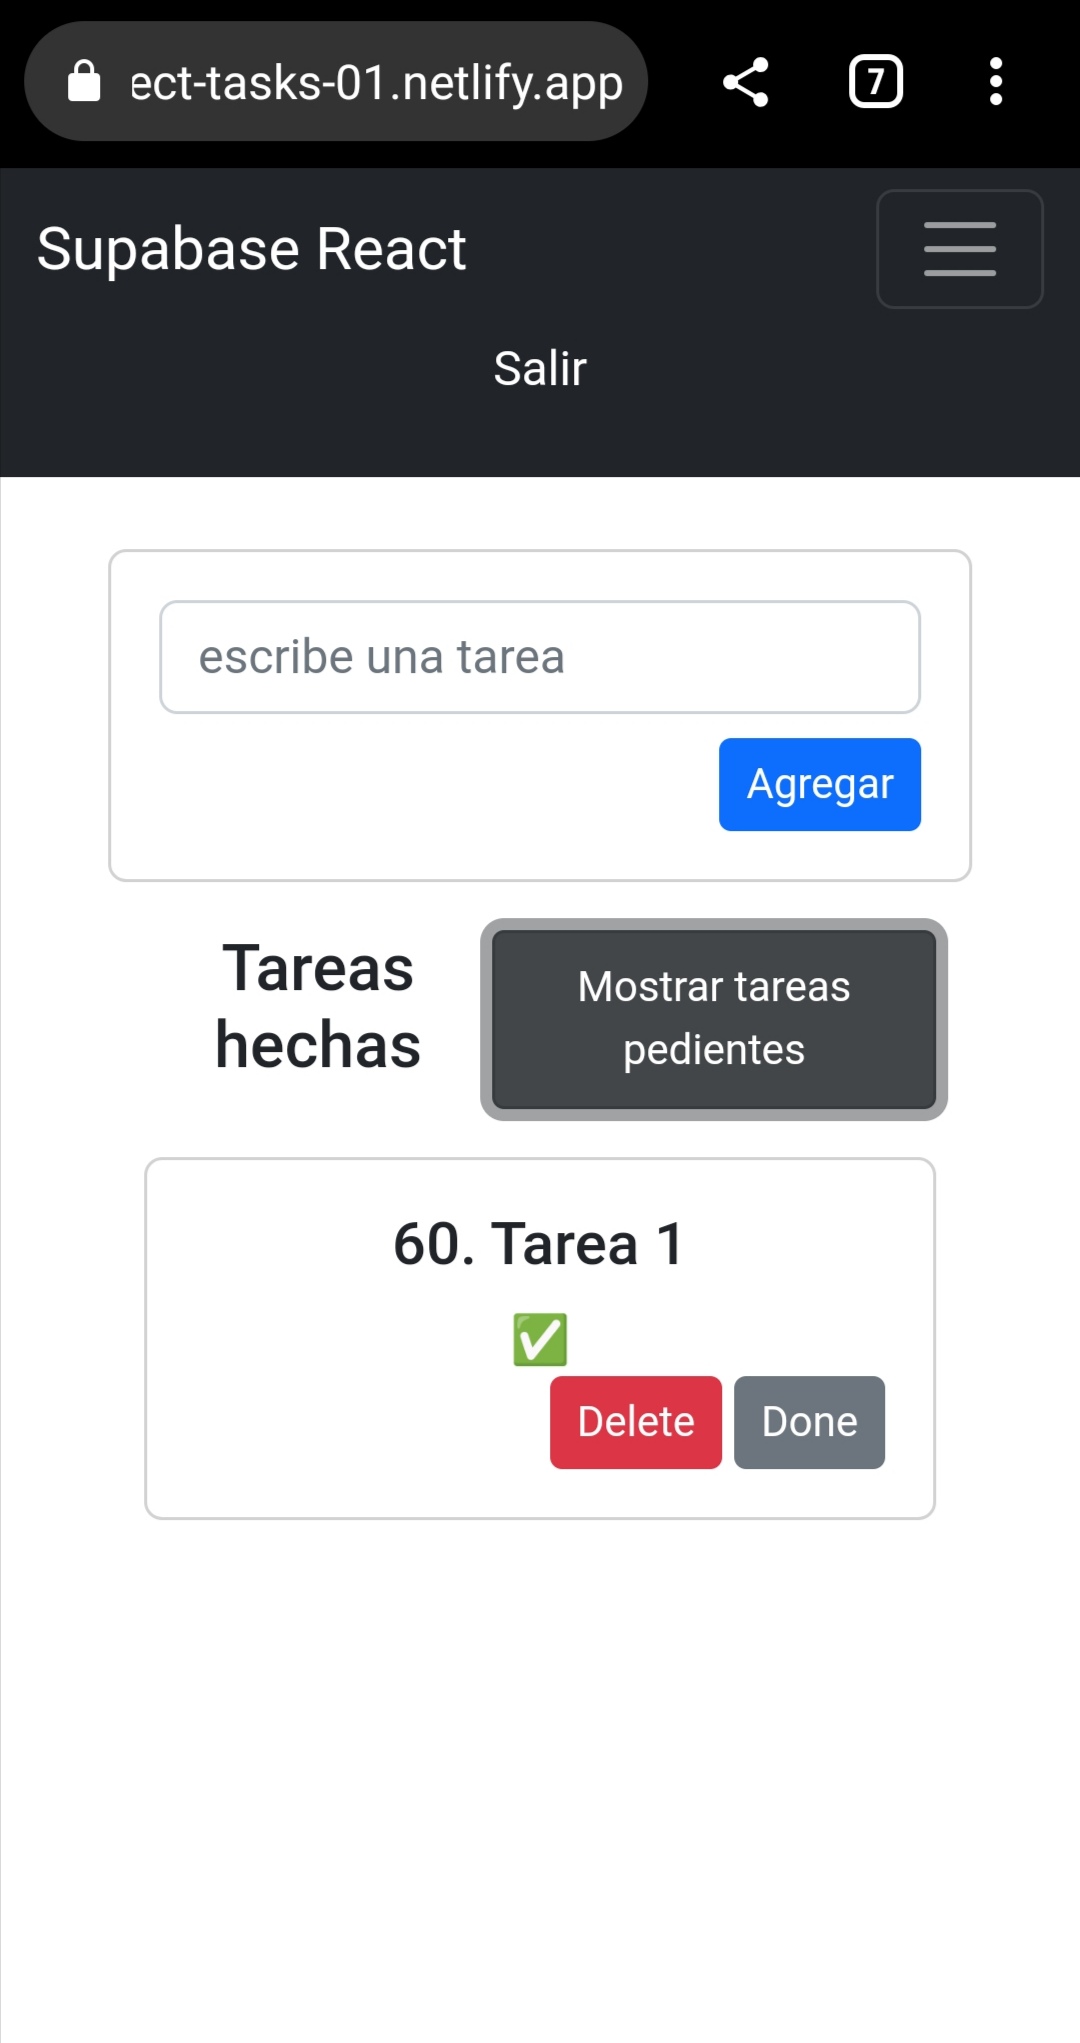 ect-tasks-01.netlify.app
7
Supabase React
Salir
escribe una tarea
Agregar
Tareas
hechas
Mostrar tareas
pedientes
60. Tarea 1
Delete
Done